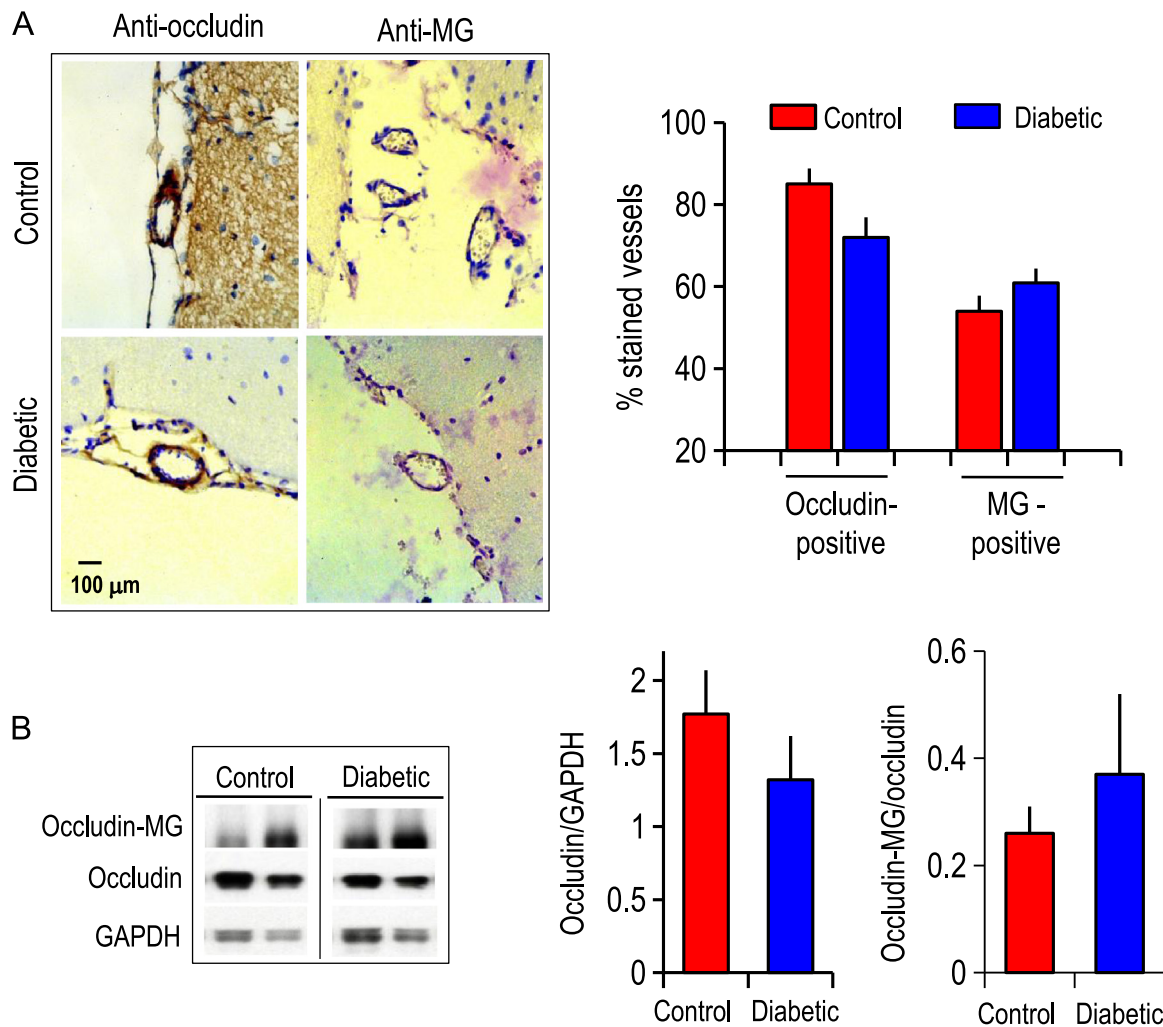 A
Anti-occludin
Anti-MG
Control
Diabetic
100 μm
Control
Diabetic
% stained vessels
100
80
60
40
20
Occludin-
positive
MG -
positive
B
Control
Diabetic
Occludin-MG
Occludin
GAPDH
Occludin/GAPDH
2
1.5
1
0.5
0
Control
Diabetic
Occludin-MG/occludin
0.6
0.4
0.2
0
Control
Diabetic